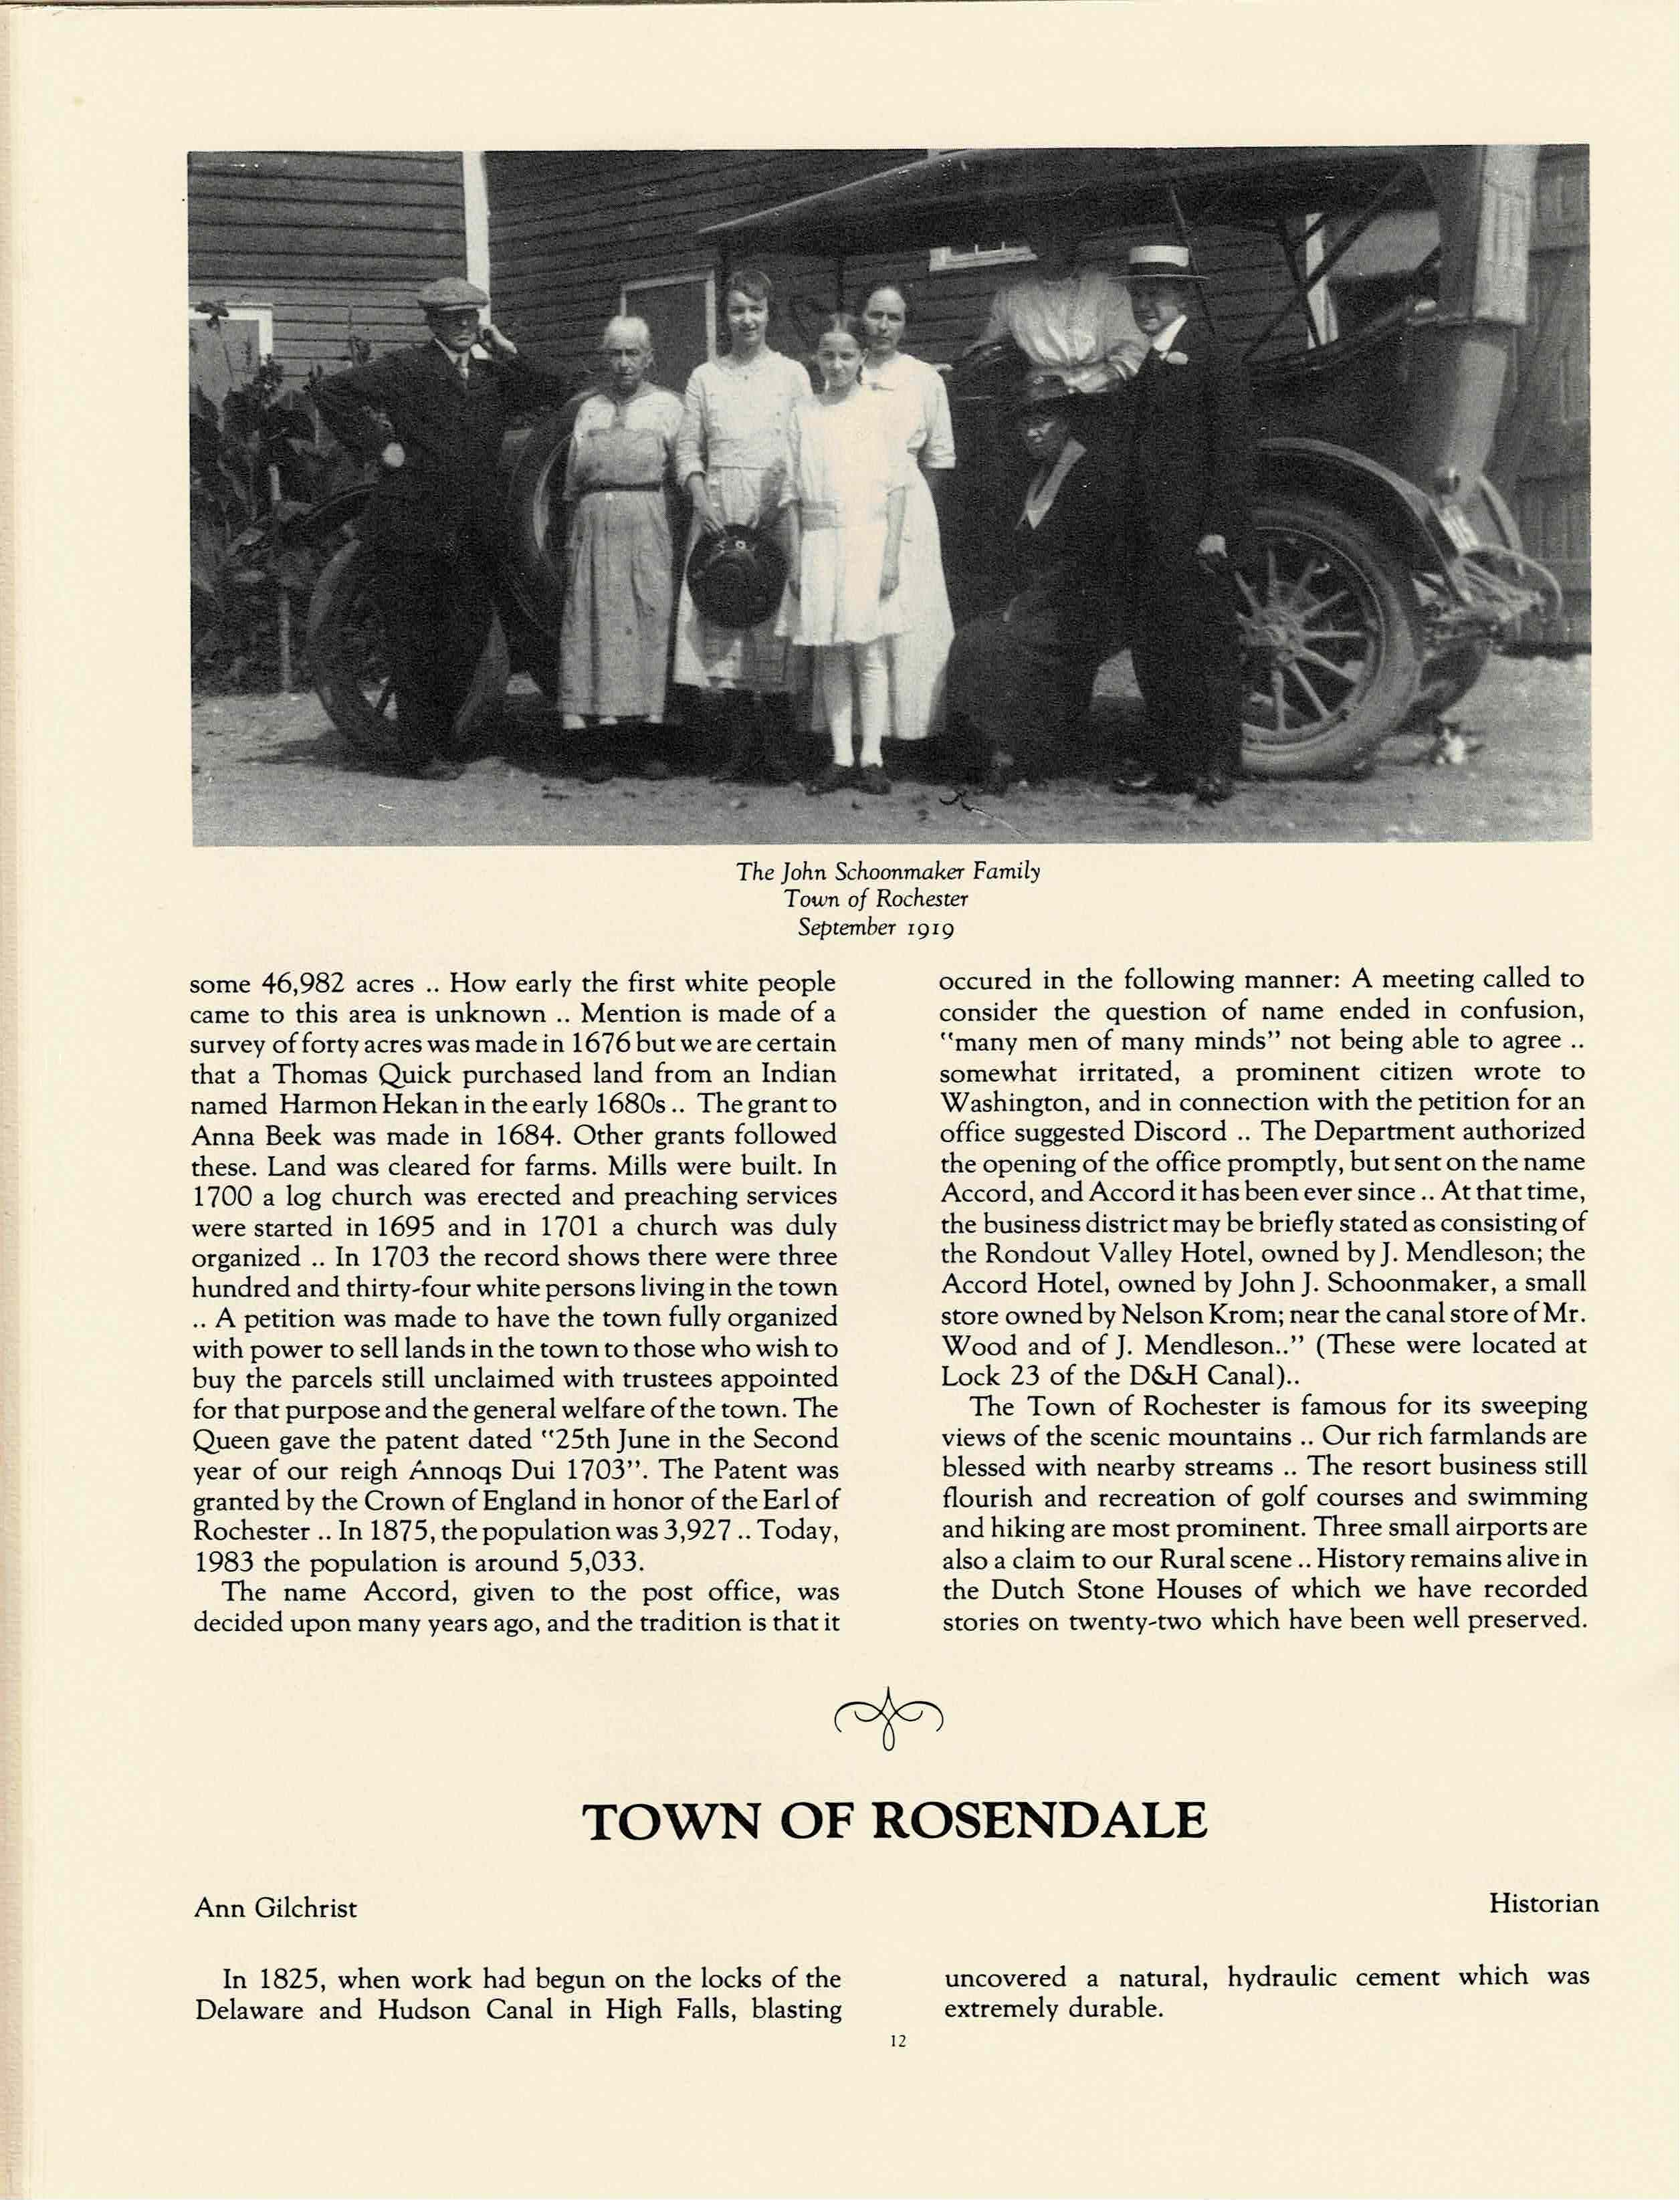 The John Schoonmaker Family
Town of Rochester
September 1919
some 46,982 acres .. How early the first white people
came to this area is unknown .. Mention is made of a
survey of forty acres was made in 1676 but we are certain
that a Thomas Quick purchased land from an Indian
named Harmon Hekan in the early 1680s .. The grant to
Anna Beek was made in 1684. Other grants followed
these. Land was cleared for farms. Mills were built. In
1700 a log church was erected and preaching services
were started in 1695 and in 1701 a church was duly
organized .. In 1703 the record shows there were three
hundred and thirty-four white persons living in the town
.. A petition was made to have the town fully organized
with power to sell lands in the town to those who wish to
buy the parcels still unclaimed with trustees appointed
for that purpose and the general welfare of the town. The
Queen gave the patent dated "25th June in the Second
year of our reigh Annoqs Dui 1703". The Patent was
granted by the Crown of England in honor of the Earl of
Rochester .. In 1875, the population was 3,927 .. Today,
1983 the population is around 5,033.
The name Accord, given to the post office, was
decided upon many years ago, and the tradition is that it
occured in the following manner: A meeting called to
consider the question of name ended in confusion,
"many men of many minds" not being able to agree ..
somewhat irritated, a prominent citizen wrote to
Washington, and in connection with the petition for an
office suggested Discord .. The Department authorized
the opening of the office promptly, but sent on the name
Accord, and Accord it has been ever since .. At that time,
the business district may be briefly stated as consisting of
the Rondout Valley Hotel, owned by J. Mendleson; the
Accord Hotel, owned by John J. Schoonmaker, a small
store owned by Nelson Krom; near the canal store of Mr.
Wood and of J. Mendleson.." (These were located at
Lock 23 of the D&H Canal)..
The Town of Rochester is famous for its sweeping
views of the scenic mountains .. Our rich farmlands are
blessed with nearby streams .. The resort business still
flourish and recreation of golf courses and swimming
and hiking are most prominent. Three small airports are
also a claim to our Rural scene .. History remains alive in
the Dutch Stone Houses of which we have recorded
stories on twenty-two which have been well preserved.
TOWN OF ROSENDALE
Ann Gilchrist
Historian
In 1825, when work had begun on the locks of the
Delaware and Hudson Canal in High Falls, blasting
uncovered a natural, hydraulic cement which was
extremely durable.
12